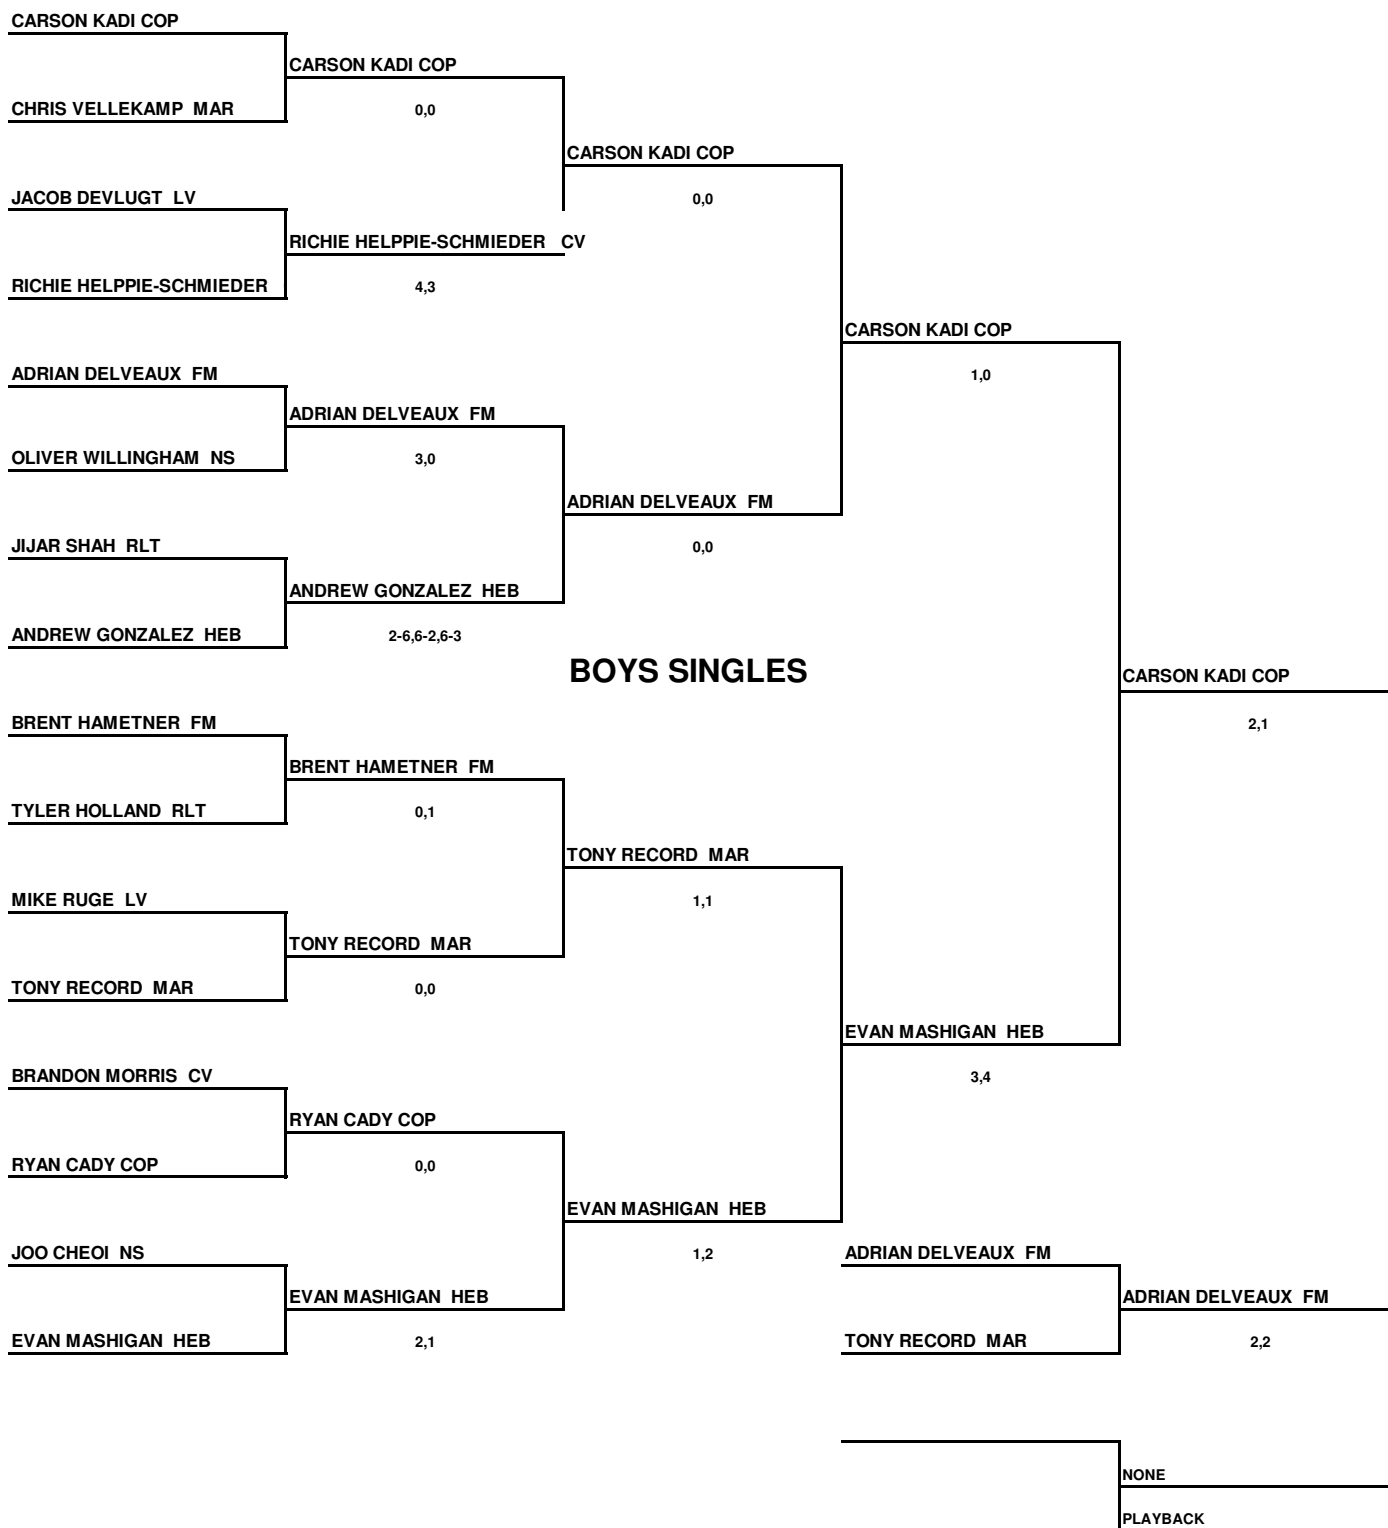 CARSON KADI COP
CARSON KADI COP
CHRIS VELLEKAMP MAR
0,0
CARSON KADI COP
JACOB DEVLUGT LV
0,0
RICHIE HELPPIE-SCHMIEDER CV
RICHIE HELPPIE-SCHMIEDER
4,3
CARSON KADI COP
ADRIAN DELVEAUX FM
1,0
ADRIAN DELVEAUX FM
OLIVER WILLINGHAM NS
3,0
ADRIAN DELVEAUX FM
JIJAR SHAH RLT
0,0
ANDREW GONZALEZ HEB
ANDREW GONZALEZ HEB
2-6,6-2,6-3
BOYS SINGLES
CARSON KADI COP
BRENT HAMETNER FM
2,1
BRENT HAMETNER FM
TYLER HOLLAND RLT
0,1
TONY RECORD MAR
MIKE RUGE LV
1,1
TONY RECORD MAR
TONY RECORD MAR
0,0
EVAN MASHIGAN HEB
BRANDON MORRIS CV
3,4
RYAN CADY COP
RYAN CADY COP
0,0
EVAN MASHIGAN HEB
JOO CHEOI NS
1,2
ADRIAN DELVEAUX FM
EVAN MASHIGAN HEB
ADRIAN DELVEAUX FM
EVAN MASHIGAN HEB
2,1
TONY RECORD MAR
2,2
NONE
PLAYBACK